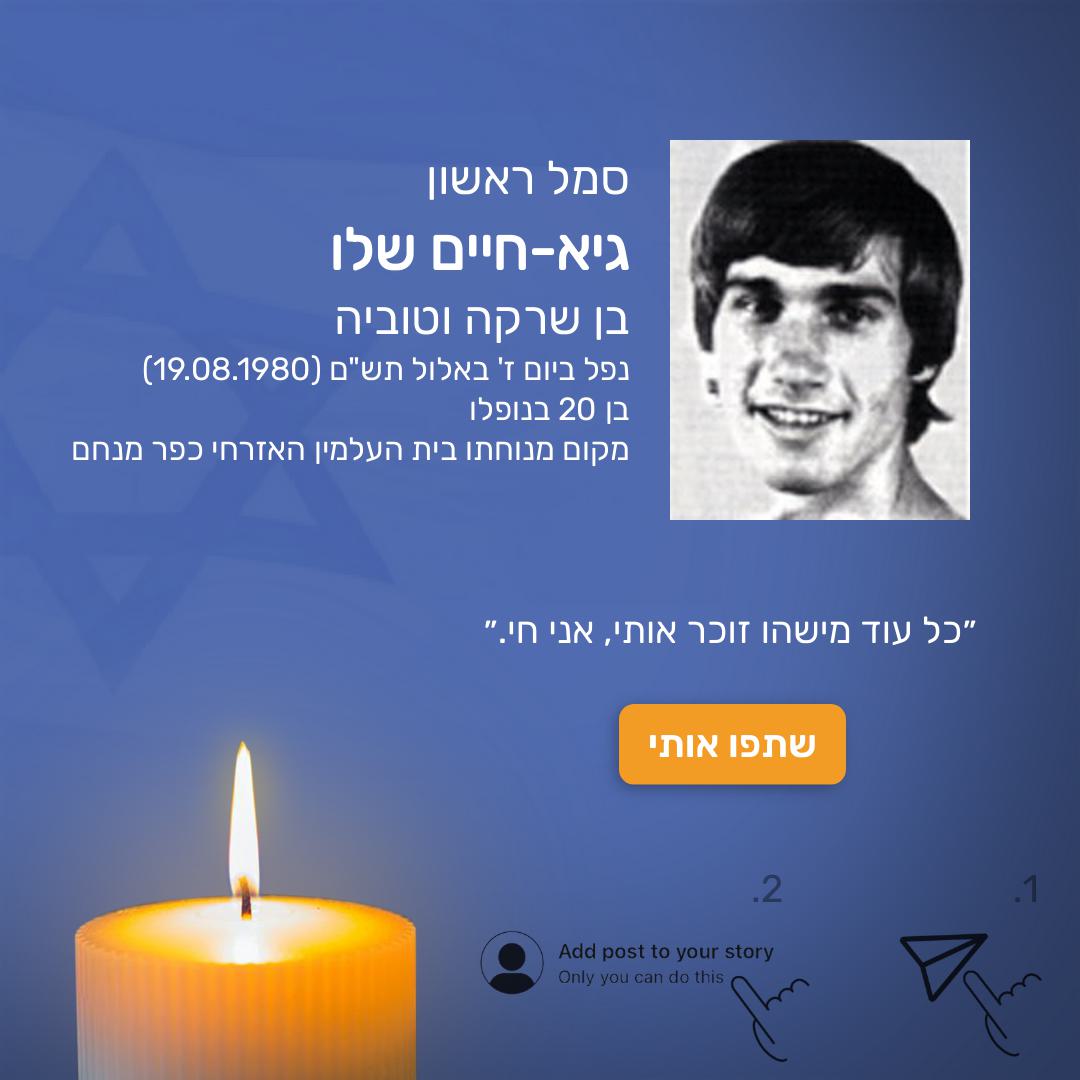 סמל ראשון
גיא-חיים שלו
בן שרקה וטוביה
נפל ביום ז' באלול תש"ם (19.08.1980)
בן 20 בנופלו
מקום מנוחתו בית העלמין האזרחי כפר מנחם
״כל עוד מישהו זוכר אותי, אני חי.״
שתפו אותי
1.
2.
Add post to your story
Only you can do this